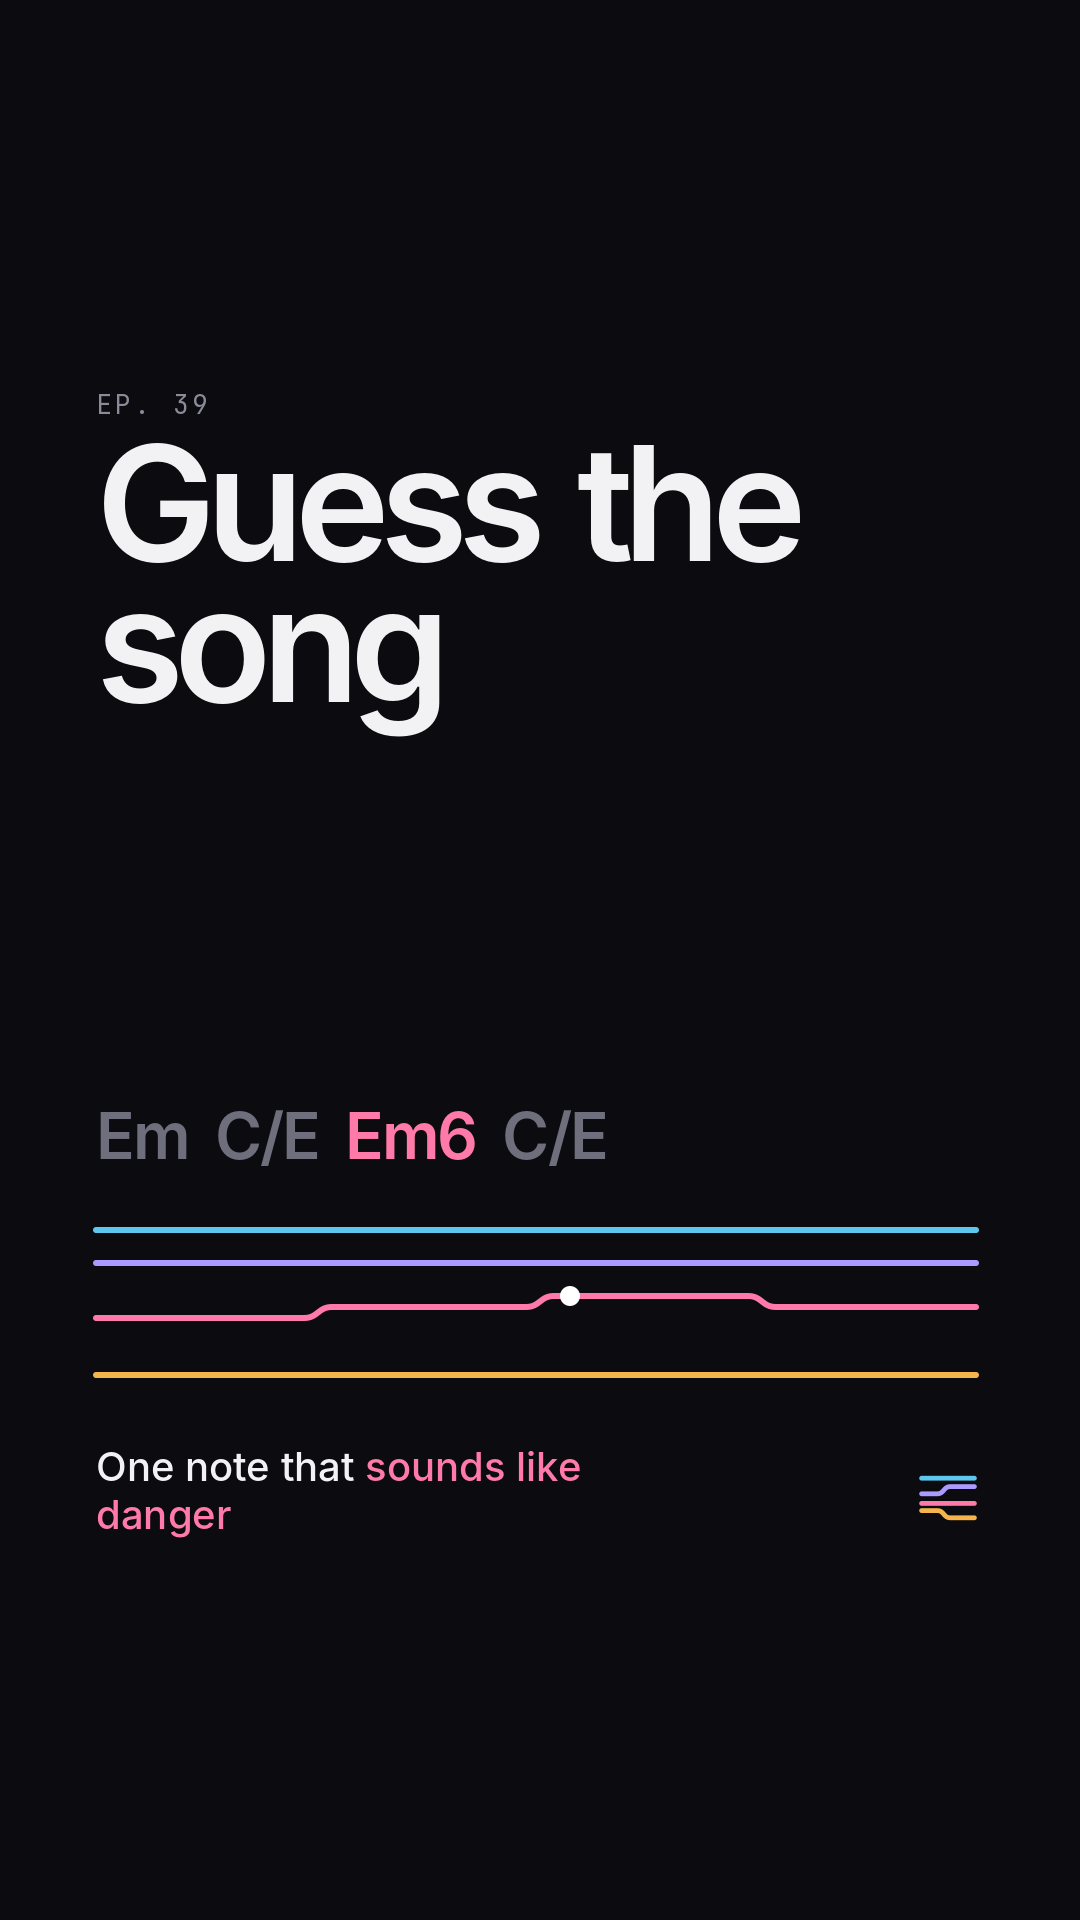 EP. 39
Guess the
song
Em C/E Em6 C/E
One note that sounds like
danger